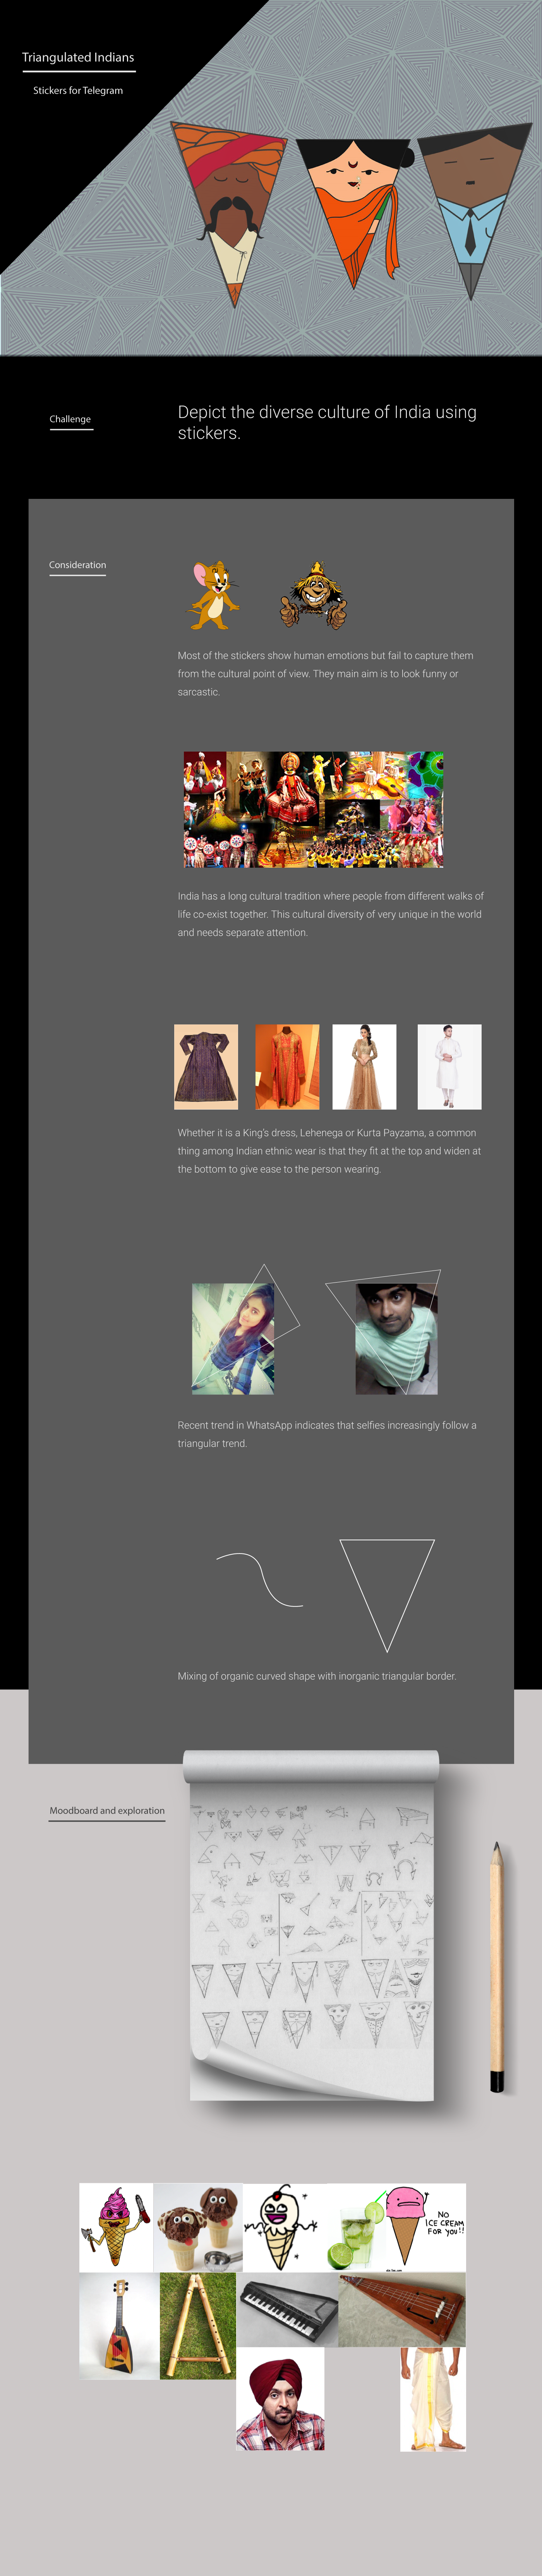 Triangulated Indians
Stickers for Telegram
Challenge
Depict the diverse culture of India using
stickers.
Consideration
Most of the stickers show human emotions but fail to capture them
from the cultural point of view. They main aim is to look funny or
sarcastic.
India has a long cultural tradition where people from different walks of
life co-exist together. This cultural diversity of very unique in the world
and needs separate attention.
Whether it is a King's dress, Lehenega or Kurta Payzama, a common
thing among Indian ethnic wear is that they fit at the top and widen at
the bottom to give ease to the person wearing.
Recent trend in WhatsApp indicates that selfies increasingly follow a
triangular trend.
Mixing of organic curved shape with inorganic triangular border.
Moodboard and exploration
NO
ICE CREAM
FOR YOU!!